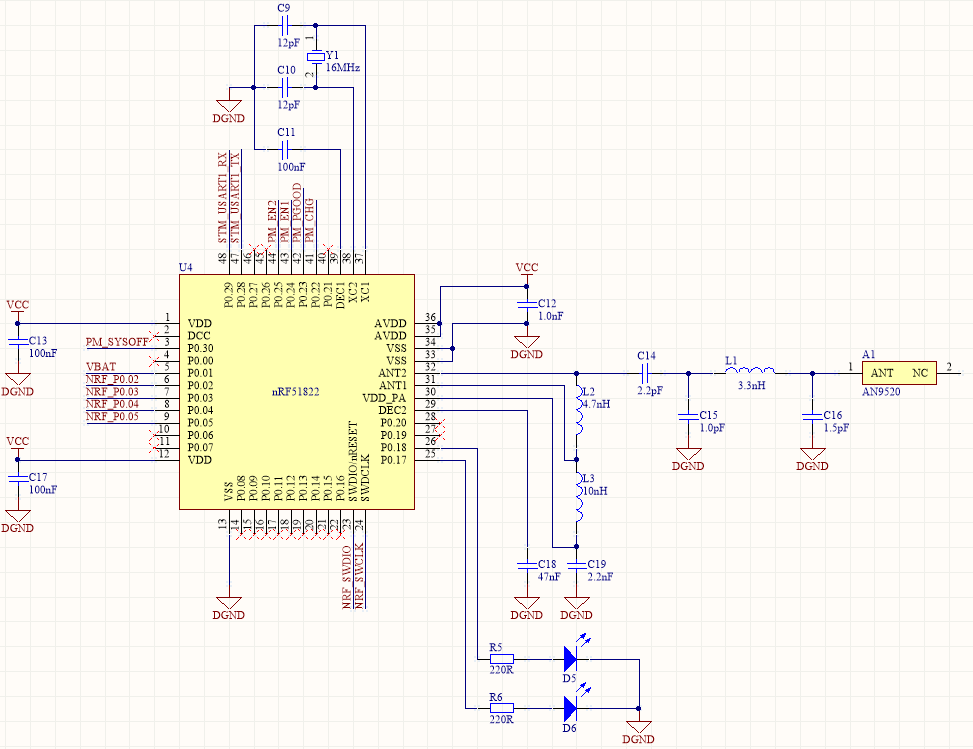 C9
12pF
1
Y1
16MHz
2
C10
12pF
DGND
C11
100nF
STM_USART1_RX
STM_USART1_TX
PM_EN2
PM_EN1
PM_PGOOD
PM_CHG
48 47 46 45 44 43 42 41 40 39 38 37
U4
P0.29 P0.28 P0.27 P0.26 P0.25 P0.24 P0.23 P0.22 P0.21 DEC1 XC2 XC1
VCC
C13
100nF
DGND
PM_SYSOFF
VBAT
NRF_P0.02
NRF_P0.03
NRF_P0.04
NRF_P0.05
VCC
C17
100nF
DGND
1 VDD
2 DCC
3 P0.30
4 P0.00
5 P0.01
6 P0.02
7 P0.03
8 P0.04
9 P0.05
10 P0.06
11 P0.07
12 VDD
nRF51822
AVDD 36
AVDD 35
VSS 34
VSS 33
ANT2 32
ANT1 31
VDD_PA 30
DEC2 29
P0.20 28
P0.19 27
P0.18 26
P0.17 25
VSS P0.08 P0.09 P0.10 P0.11 P0.12 P0.13 P0.14 P0.15 P0.16 SWDIO/nRESET SWDCLK
13 14 15 16 17 18 19 20 21 22 23 24
NRF_SWDIO
NRF_SWCLK
DGND
VCC
C12
1.0nF
DGND
C14
2.2pF
L1
3.3nH
C15
1.0pF
DGND
C16
1.5pF
DGND
A1
1 ANT NC 2
AN9520
L2
4.7nH
L3
10nH
C18
47nF
DGND
C19
2.2nF
DGND
R5
220R
D5
R6
220R
D6
DGND